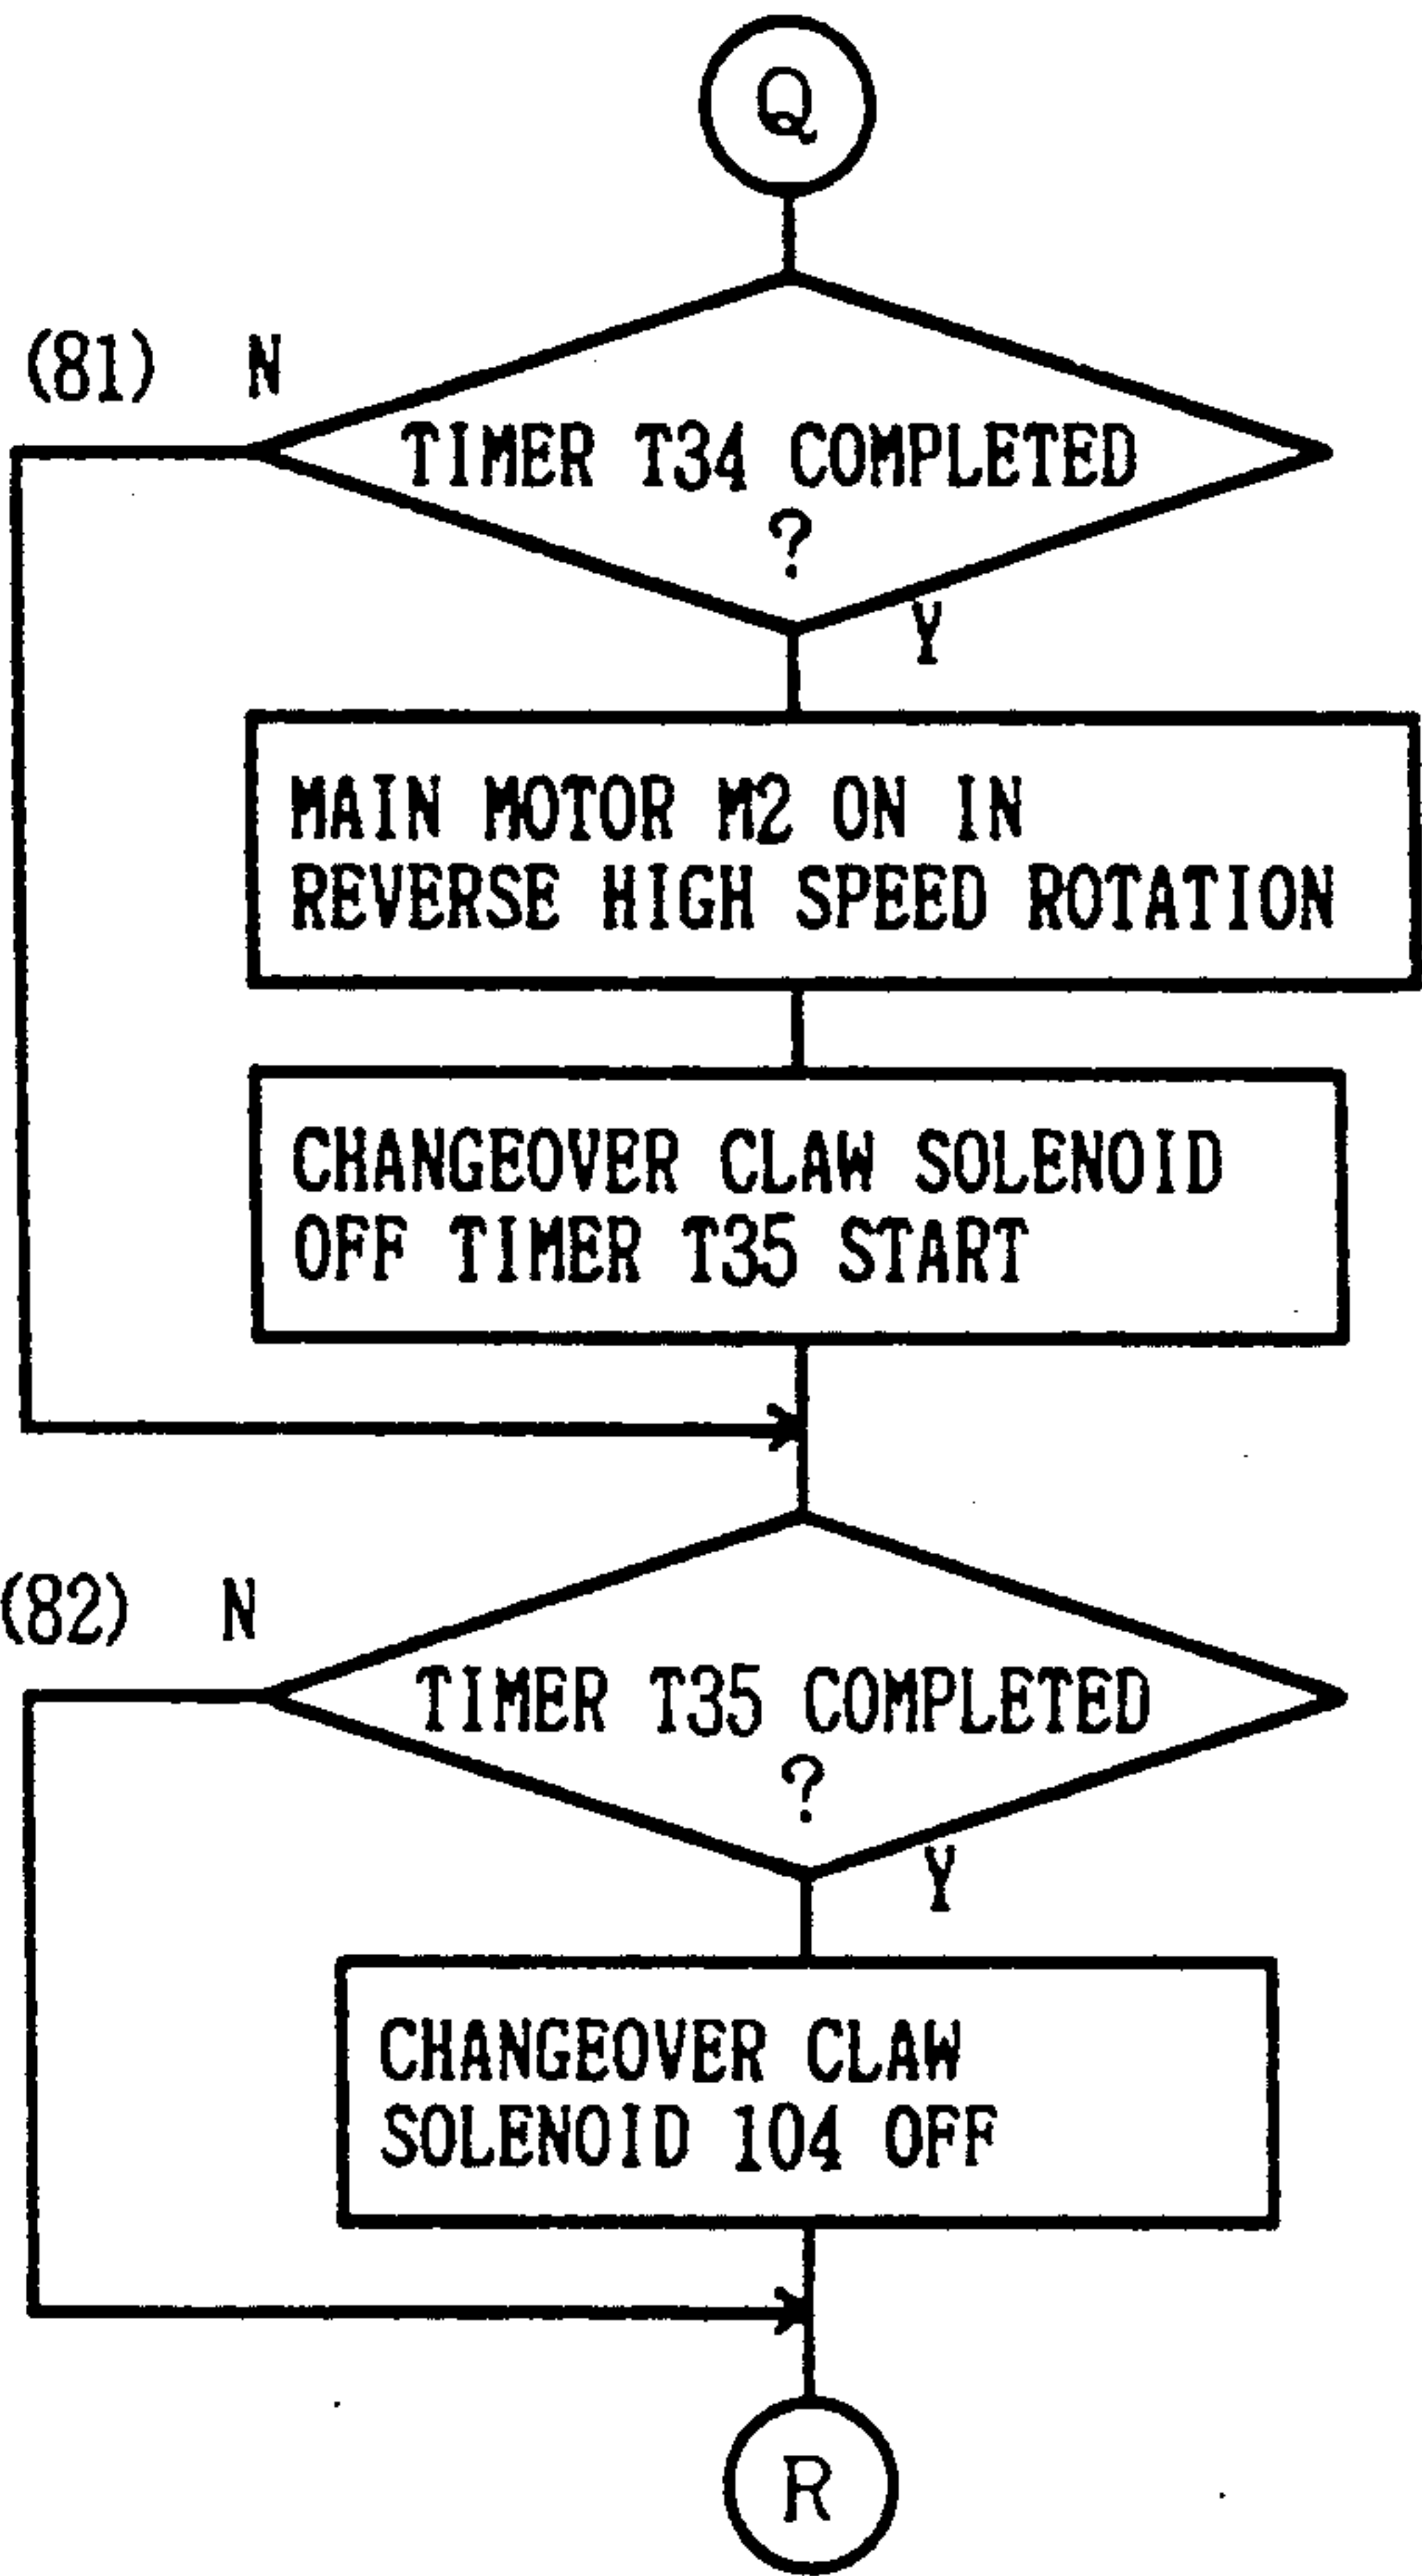 Q
(81) N
TIMER T34 COMPLETED
?
Y
MAIN MOTOR M2 ON IN
REVERSE HIGH SPEED ROTATION
CHANGEOVER CLAW SOLENOID
OFF TIMER T35 START
(82) N
TIMER T35 COMPLETED
?
Y
CHANGEOVER CLAW
SOLENOID 104 OFF
R